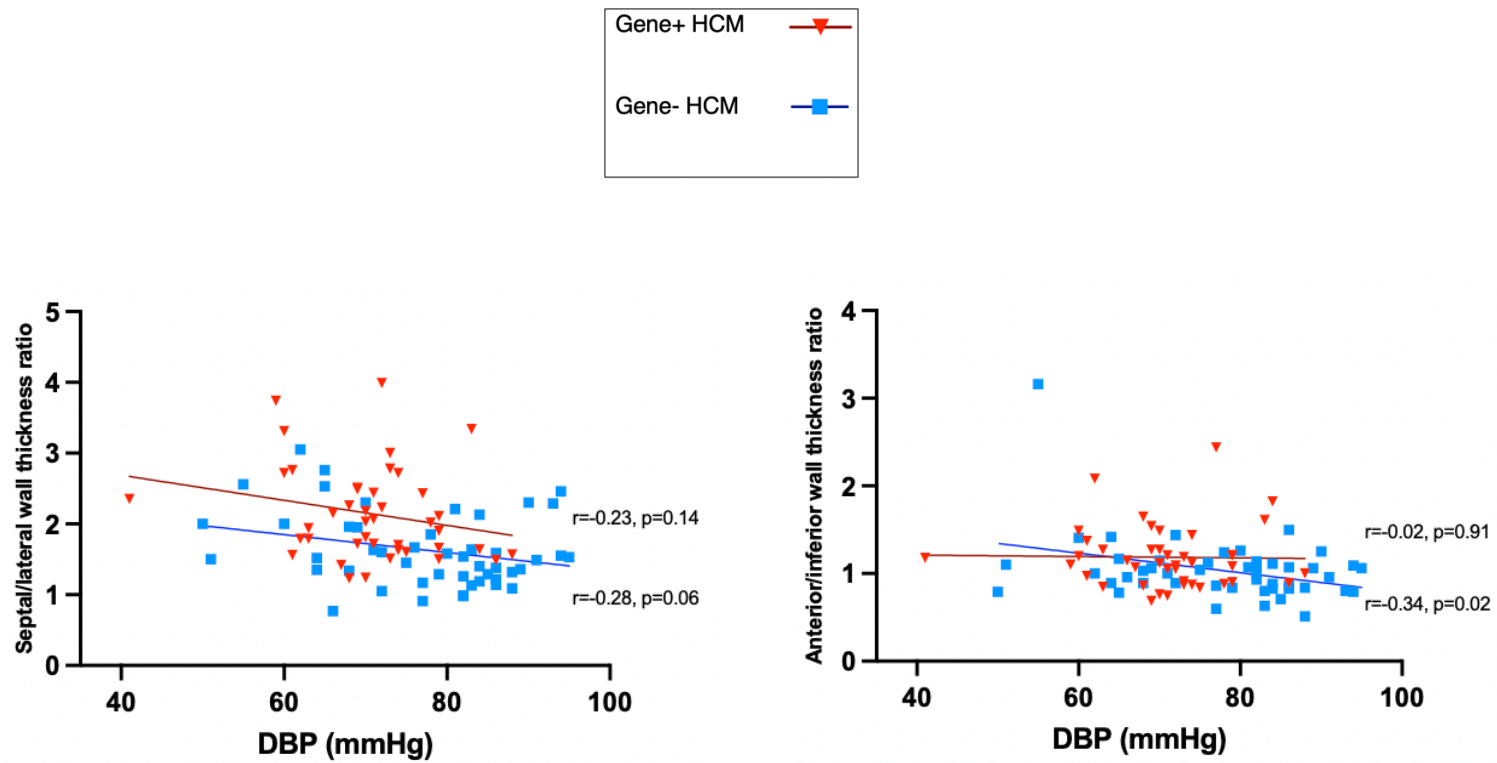 Gene+ HCM
Gene- HCM
Septal/lateral wall thickness ratio
5
4
3
2
1
0
40 60 80 100
DBP (mmHg)
r=-0.23, p=0.14
r=-0.28, p=0.06
Anterior/inferior wall thickness ratio
4
3
2
1
0
40 60 80 100
DBP (mmHg)
r=-0.02, p=0.91
r=-0.34, p=0.02